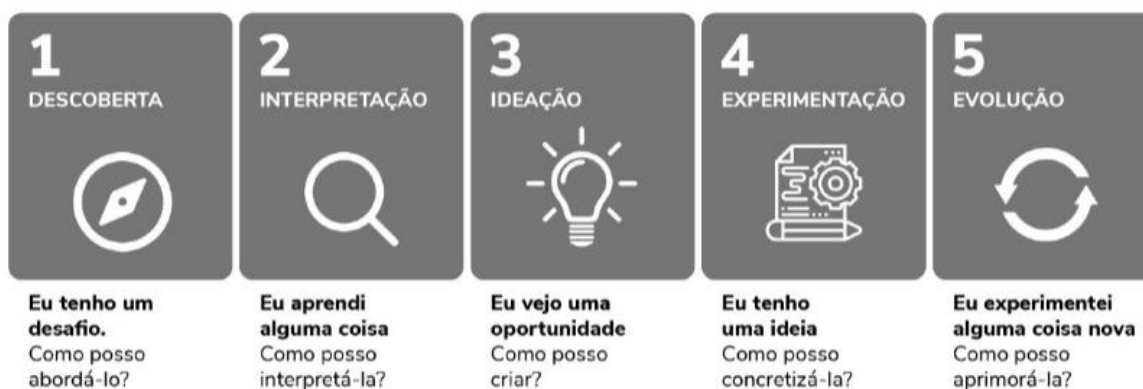 1
DESCOBERTA
Eu tenho um
desafio.
Como posso
abordá-lo?
2
INTERPRETAÇÃO
Eu aprendi
alguma coisa
Como posso
interpretá-la?
3
IDEAÇÃO
Eu vejo uma
oportunidade
Como posso
criar?
4
EXPERIMENTAÇÃO
Eu tenho
uma ideia
Como posso
concretizá-la?
5
EVOLUÇÃO
Eu experimentei
alguma coisa nova
Como posso
aprimorá-la?